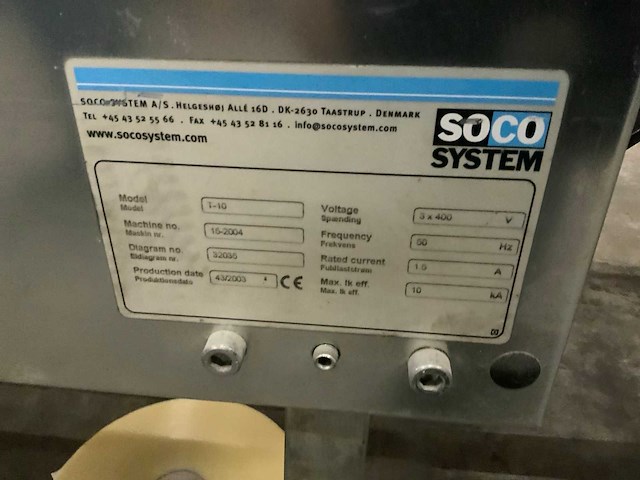 SOCO SYSTEM A/S . HELGESHØJ ALLÉ 16D . DK-2630 TAASTRUP . DENMARK
TEL +45 43 52 55 66 . FAX +45 43 52 81 16 . info@socosystem.com
www.socosystem.com
SOCO
SYSTEM
Model T-10
Model
Machine no. 15-2004
Maskin nr.
Diagram no. 32035
Eldiagram nr.
Production date 43/2003 CE
Produktionsdato
Voltage 3 x 400 V
Spænding
Frequency 50 Hz
Frekvens
Rated current 1.9 A
Fuldlaststrøm
Max. Ik eff. 10 kA
Max. Ik eff.